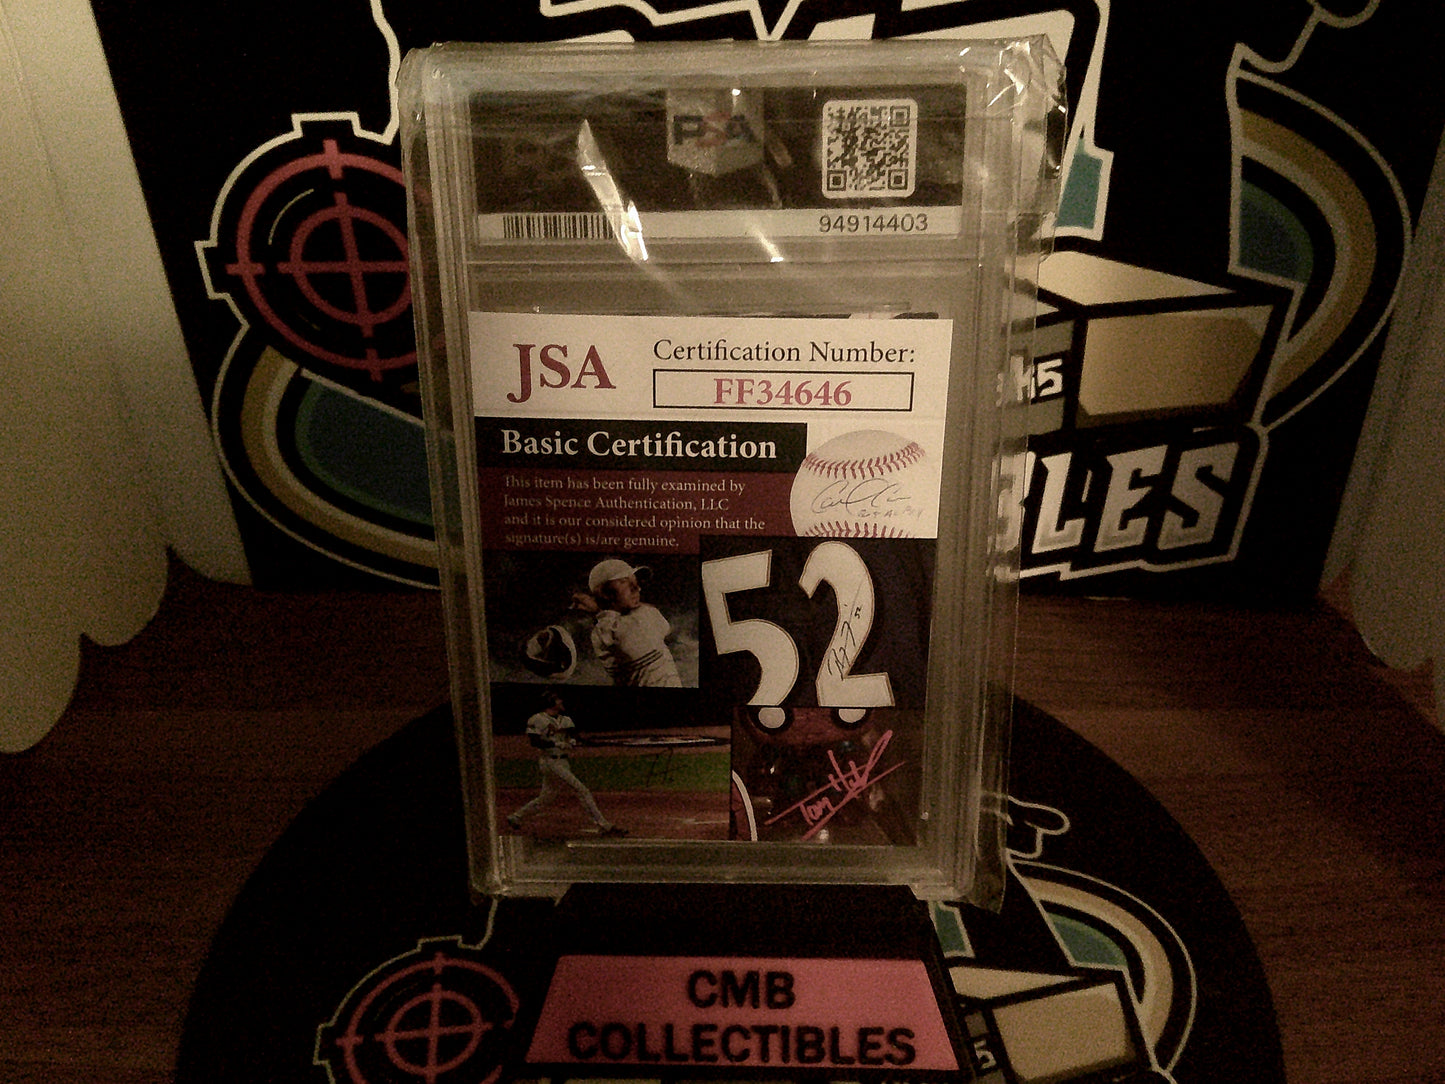 PSA
94914403
JSA
Certification Number:
FF34646
Basic Certification
This item has been fully examined by
James Spence Authentication, LLC
and it is our considered opinion that the
signature(s) is/are genuine.
52
CMB
COLLECTIBLES